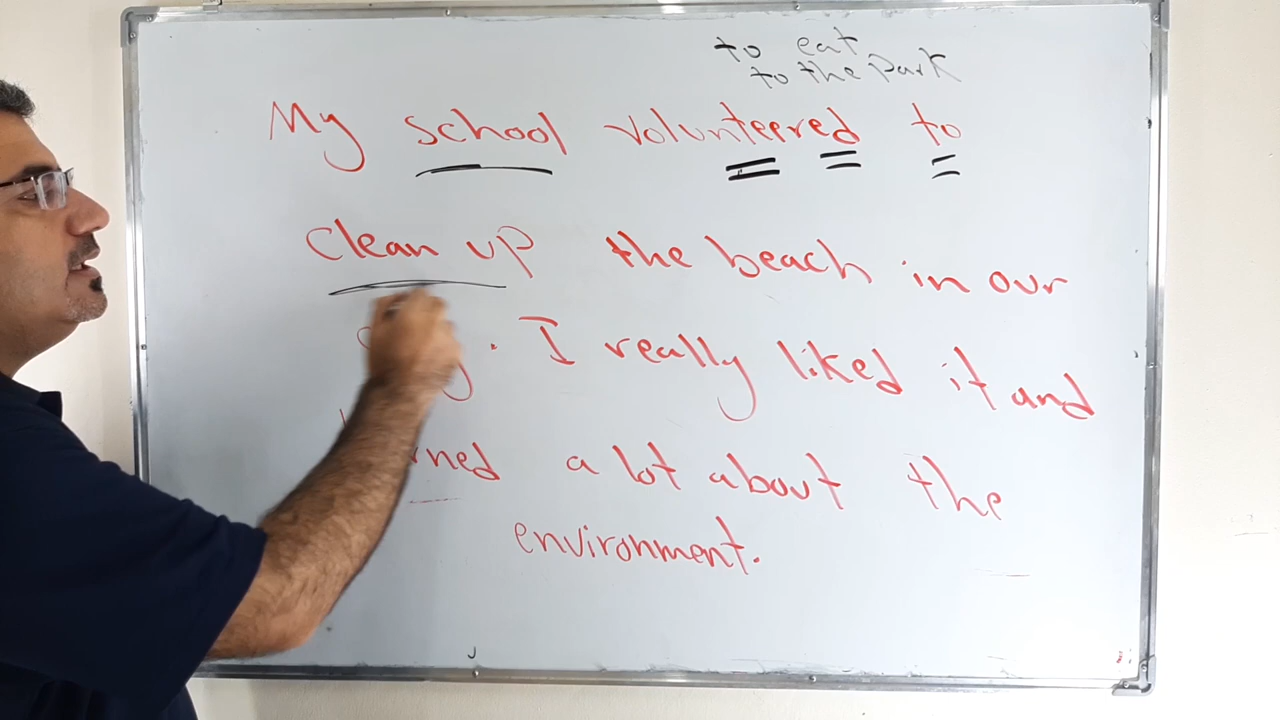 to eat
to the park
My school volunteered to
clean up the beach in our
. I really liked it and
a lot about the
environment.